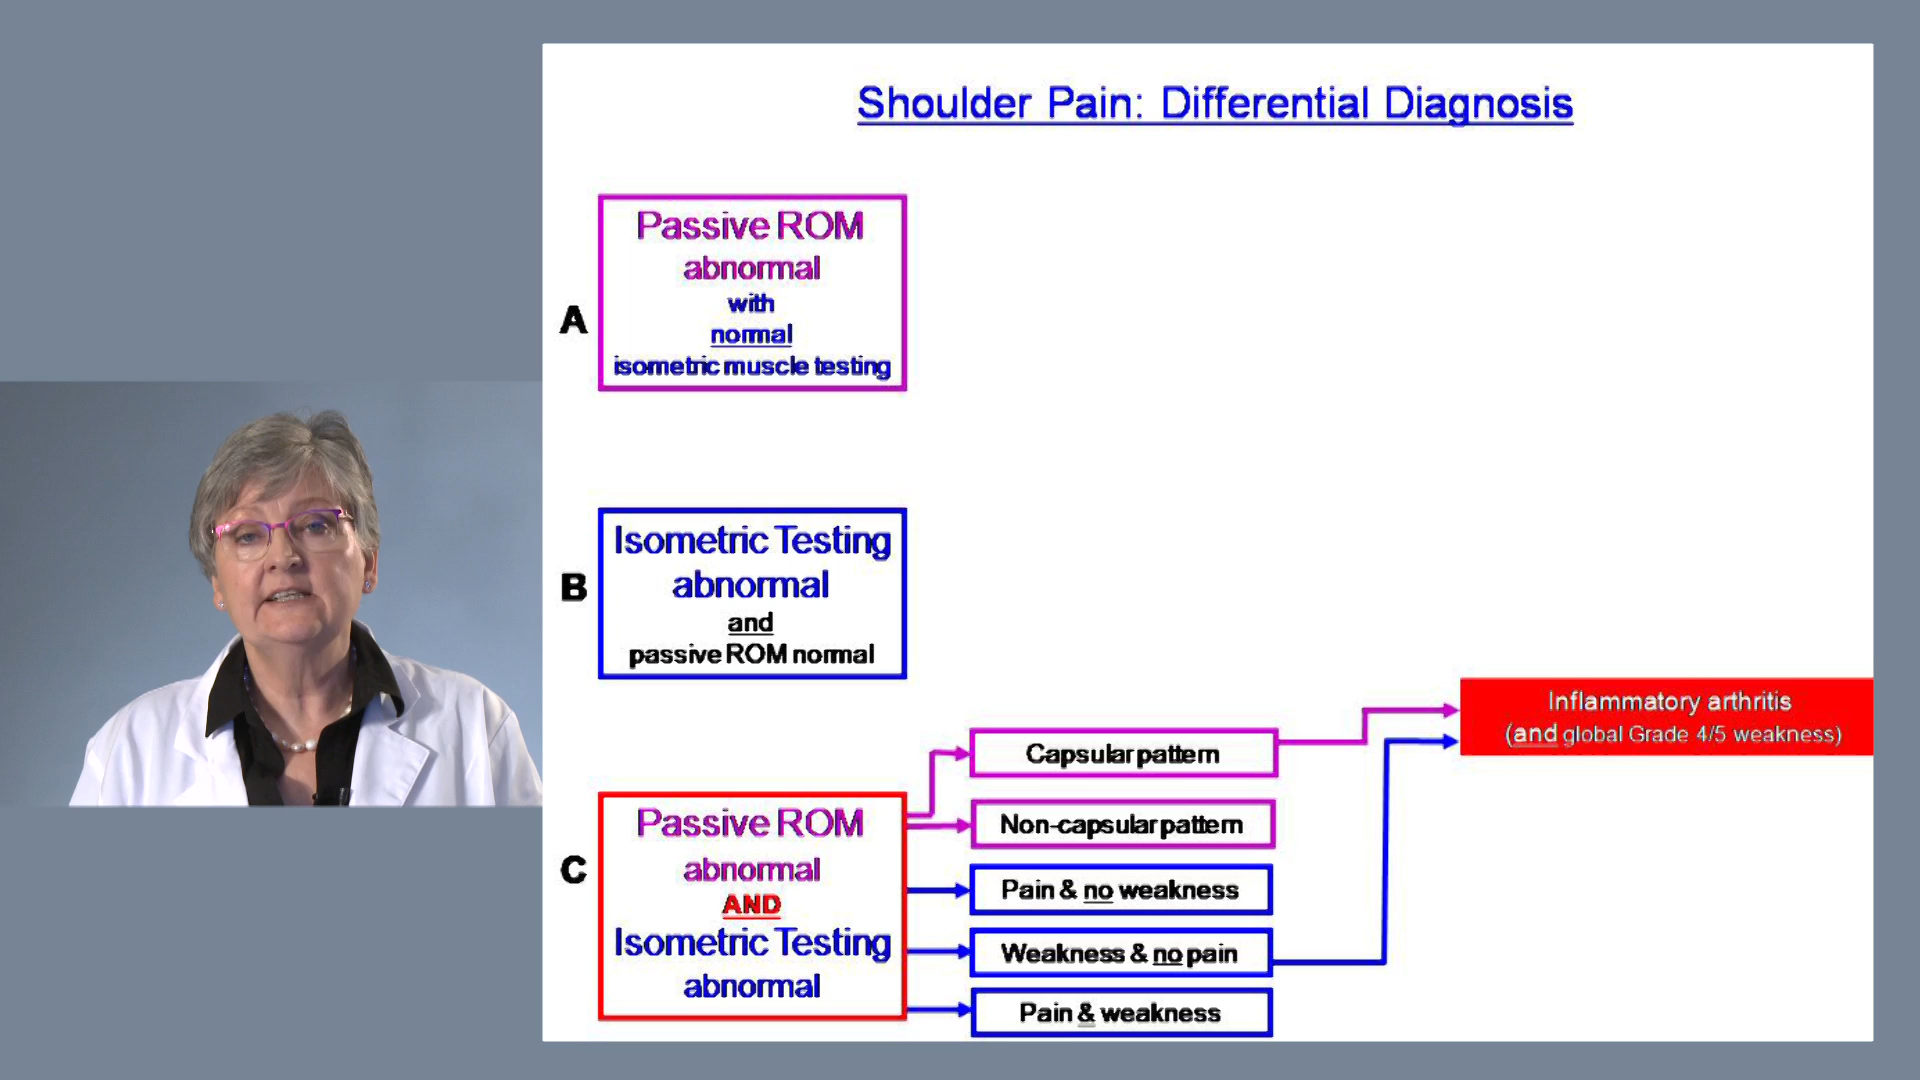 Shoulder Pain: Differential Diagnosis
A
Passive ROM
abnormal
with
normal
isometric muscle testing
B
Isometric Testing
abnormal
and
passive ROM normal
C
Passive ROM
abnormal
AND
Isometric Testing
abnormal
Capsular pattern
Non-capsular pattern
Pain & no weakness
Weakness & no pain
Pain & weakness
Inflammatory arthritis
(and global Grade 4/5 weakness)